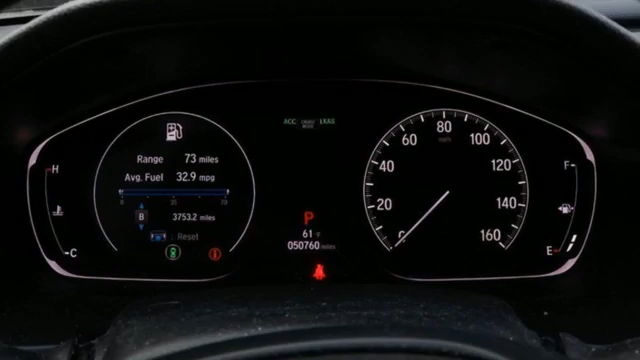 ACC LKAS
Range 73 miles
Avg. Fuel 32.9 mpg
B 3753.2 miles
: Reset
P
61 °F
050760 miles
H
C
0
20
40
60
80
100
120
140
160
F
E